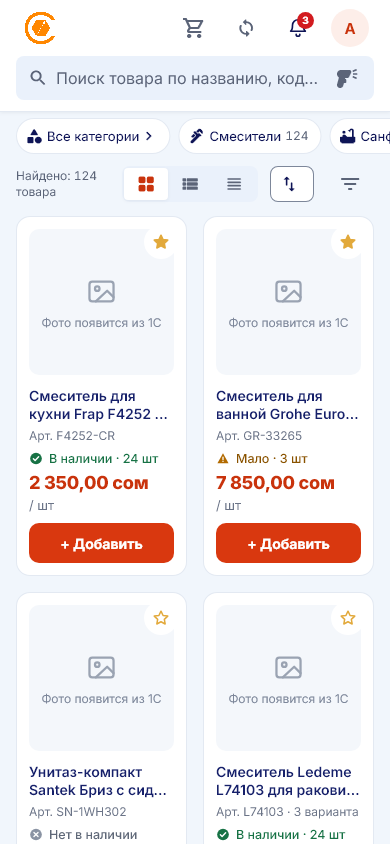 3
A
Поиск товара по названию, код...
Все категории
Смесители 124
Санф
Найдено: 124
товара
Фото появится из 1С
Фото появится из 1С
Смеситель для
кухни Frap F4252 ...
Арт. F4252-CR
В наличии · 24 шт
2 350,00 сом
/ шт
+ Добавить
Смеситель для
ванной Grohe Euro...
Арт. GR-33265
Мало · 3 шт
7 850,00 сом
/ шт
+ Добавить
Фото появится из 1С
Фото появится из 1С
Унитаз-компакт
Santek Бриз с сид...
Арт. SN-1WH302
Нет в наличии
Смеситель Ledeme
L74103 для ракови...
Арт. L74103 · 3 варианта
В наличии · 24 шт